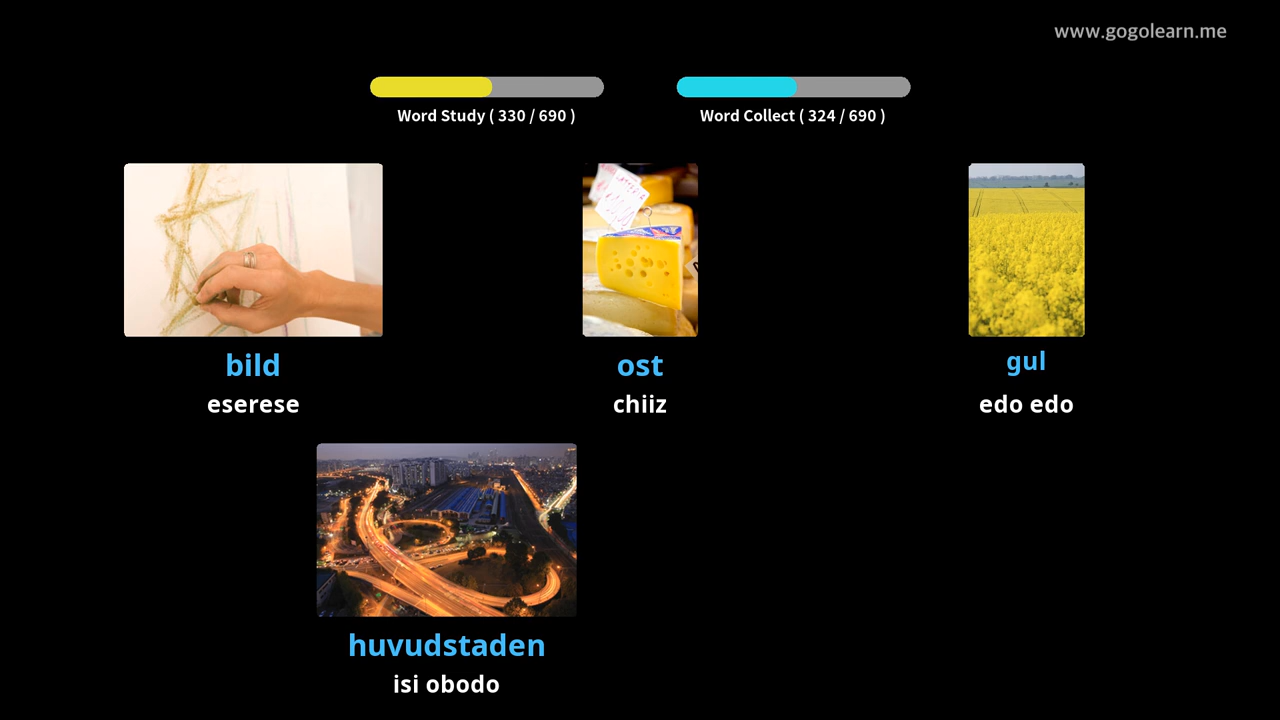 www.gogolearn.me
Word Study ( 330 / 690 )
Word Collect ( 324 / 690 )
bild
eserese
ost
chiiz
gul
edo edo
huvudstaden
isi obodo